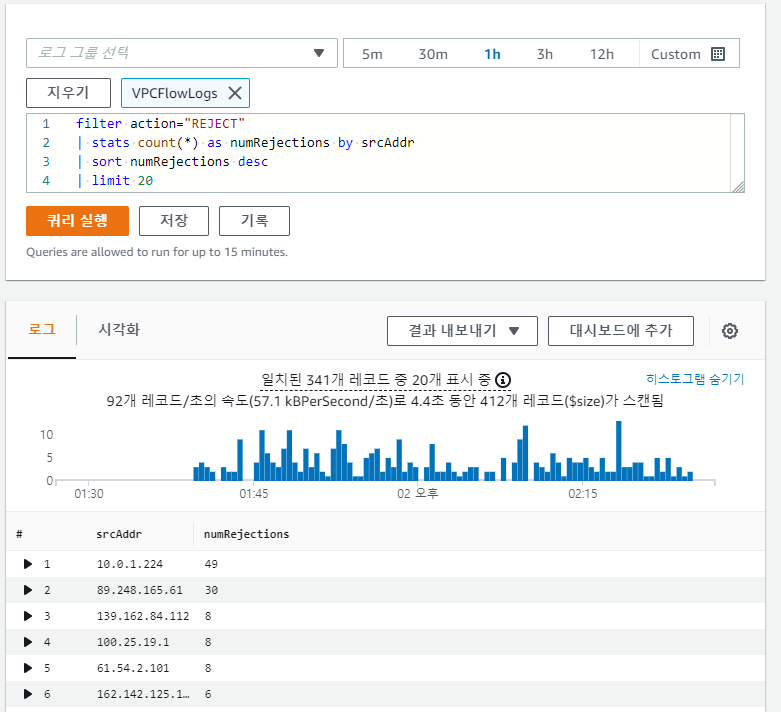 로그 그룹 선택
5m 30m 1h 3h 12h Custom
지우기 VPCFlowLogs
1 filter action="REJECT"
2 | stats count(*) as numRejections by srcAddr
3 | sort numRejections desc
4 | limit 20
쿼리 실행 저장 기록
Queries are allowed to run for up to 15 minutes.
로그 시각화 결과 내보내기 대시보드에 추가
일치된 341개 레코드 중 20개 표시 중
히스토그램 숨기기
92개 레코드/초의 속도(57.1 kBPerSecond/초)로 4.4초 동안 412개 레코드($size)가 스캔됨
10
5
0
01:30 01:45 02 오후 02:15
# srcAddr numRejections
1 10.0.1.224 49
2 89.248.165.61 30
3 139.162.84.112 8
4 100.25.19.1 8
5 61.54.2.101 8
6 162.142.125.1… 6